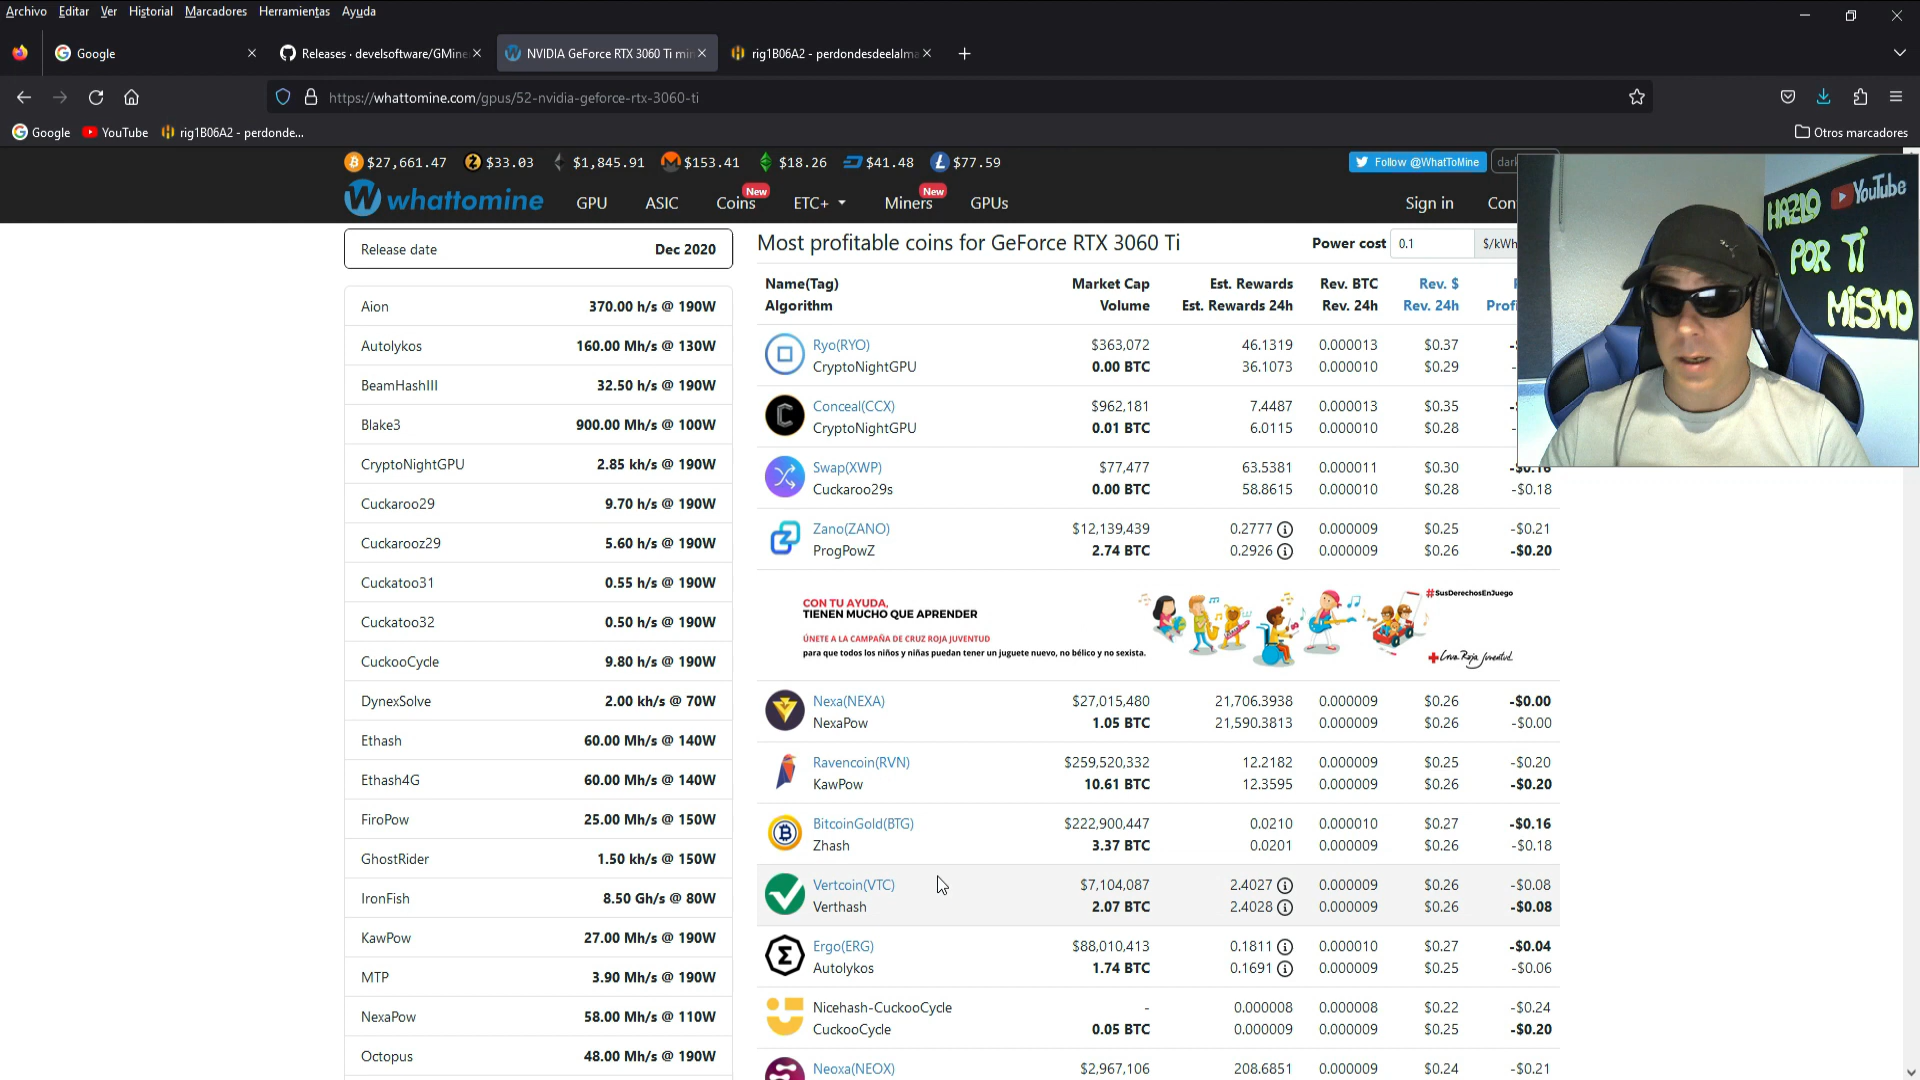 Archivo Editar Ver Historial Marcadores Herramientas Ayuda
Google
Releases · develsoftware/GMine
NVIDIA GeForce RTX 3060 Ti min
rig1B06A2 - perdondesdeelalma
https://whattomine.com/gpus/52-nvidia-geforce-rtx-3060-ti
Google YouTube rig1B06A2 - perdonde... Otros marcadores
$27,661.47 $33.03 $1,845.91 $153.41 $18.26 $41.48 $77.59
Follow @WhatToMine dark
whattomine GPU ASIC Coins New ETC+ Miners New GPUs Sign in Con
HAZLO YouTube
POR Ti
MiSMO
Release date Dec 2020
Aion 370.00 h/s @ 190W
Autolykos 160.00 Mh/s @ 130W
BeamHashIII 32.50 h/s @ 190W
Blake3 900.00 Mh/s @ 100W
CryptoNightGPU 2.85 kh/s @ 190W
Cuckaroo29 9.70 h/s @ 190W
Cuckarooz29 5.60 h/s @ 190W
Cuckatoo31 0.55 h/s @ 190W
Cuckatoo32 0.50 h/s @ 190W
CuckooCycle 9.80 h/s @ 190W
DynexSolve 2.00 kh/s @ 70W
Ethash 60.00 Mh/s @ 140W
Ethash4G 60.00 Mh/s @ 140W
FiroPow 25.00 Mh/s @ 150W
GhostRider 1.50 kh/s @ 150W
IronFish 8.50 Gh/s @ 80W
KawPow 27.00 Mh/s @ 190W
MTP 3.90 Mh/s @ 190W
NexaPow 58.00 Mh/s @ 110W
Octopus 48.00 Mh/s @ 190W
Most profitable coins for GeForce RTX 3060 Ti Power cost 0.1 $/kWh
Name(Tag) Market Cap Est. Rewards Rev. BTC Rev. $
Algorithm Volume Est. Rewards 24h Rev. 24h Rev. 24h Profi
Ryo(RYO) $363,072 46.1319 0.000013 $0.37
CryptoNightGPU 0.00 BTC 36.1073 0.000010 $0.29
Conceal(CCX) $962,181 7.4487 0.000013 $0.35
CryptoNightGPU 0.01 BTC 6.0115 0.000010 $0.28
Swap(XWP) $77,477 63.5381 0.000011 $0.30 -$0.16
Cuckaroo29s 0.00 BTC 58.8615 0.000010 $0.28 -$0.18
Zano(ZANO) $12,139,439 0.2777 0.000009 $0.25 -$0.21
ProgPowZ 2.74 BTC 0.2926 0.000009 $0.26 -$0.20
CON TU AYUDA,
TIENEN MUCHO QUE APRENDER
ÚNETE A LA CAMPAÑA DE CRUZ ROJA JUVENTUD
para que todos los niños y niñas puedan tener un juguete nuevo, no bélico y no sexista.
#SusDerechosEnJuego
Cruz Roja Juventud
Nexa(NEXA) $27,015,480 21,706.3938 0.000009 $0.26 -$0.00
NexaPow 1.05 BTC 21,590.3813 0.000009 $0.26 -$0.00
Ravencoin(RVN) $259,520,332 12.2182 0.000009 $0.25 -$0.20
KawPow 10.61 BTC 12.3595 0.000009 $0.26 -$0.20
BitcoinGold(BTG) $222,900,447 0.0210 0.000010 $0.27 -$0.16
Zhash 3.37 BTC 0.0201 0.000009 $0.26 -$0.18
Vertcoin(VTC) $7,104,087 2.4027 0.000009 $0.26 -$0.08
Verthash 2.07 BTC 2.4028 0.000009 $0.26 -$0.08
Ergo(ERG) $88,010,413 0.1811 0.000010 $0.27 -$0.04
Autolykos 1.74 BTC 0.1691 0.000009 $0.25 -$0.06
Nicehash-CuckooCycle - 0.000008 0.000008 $0.22 -$0.24
CuckooCycle 0.05 BTC 0.000009 0.000009 $0.25 -$0.20
Neoxa(NEOX) $2,967,106 208.6851 0.000009 $0.24 -$0.21